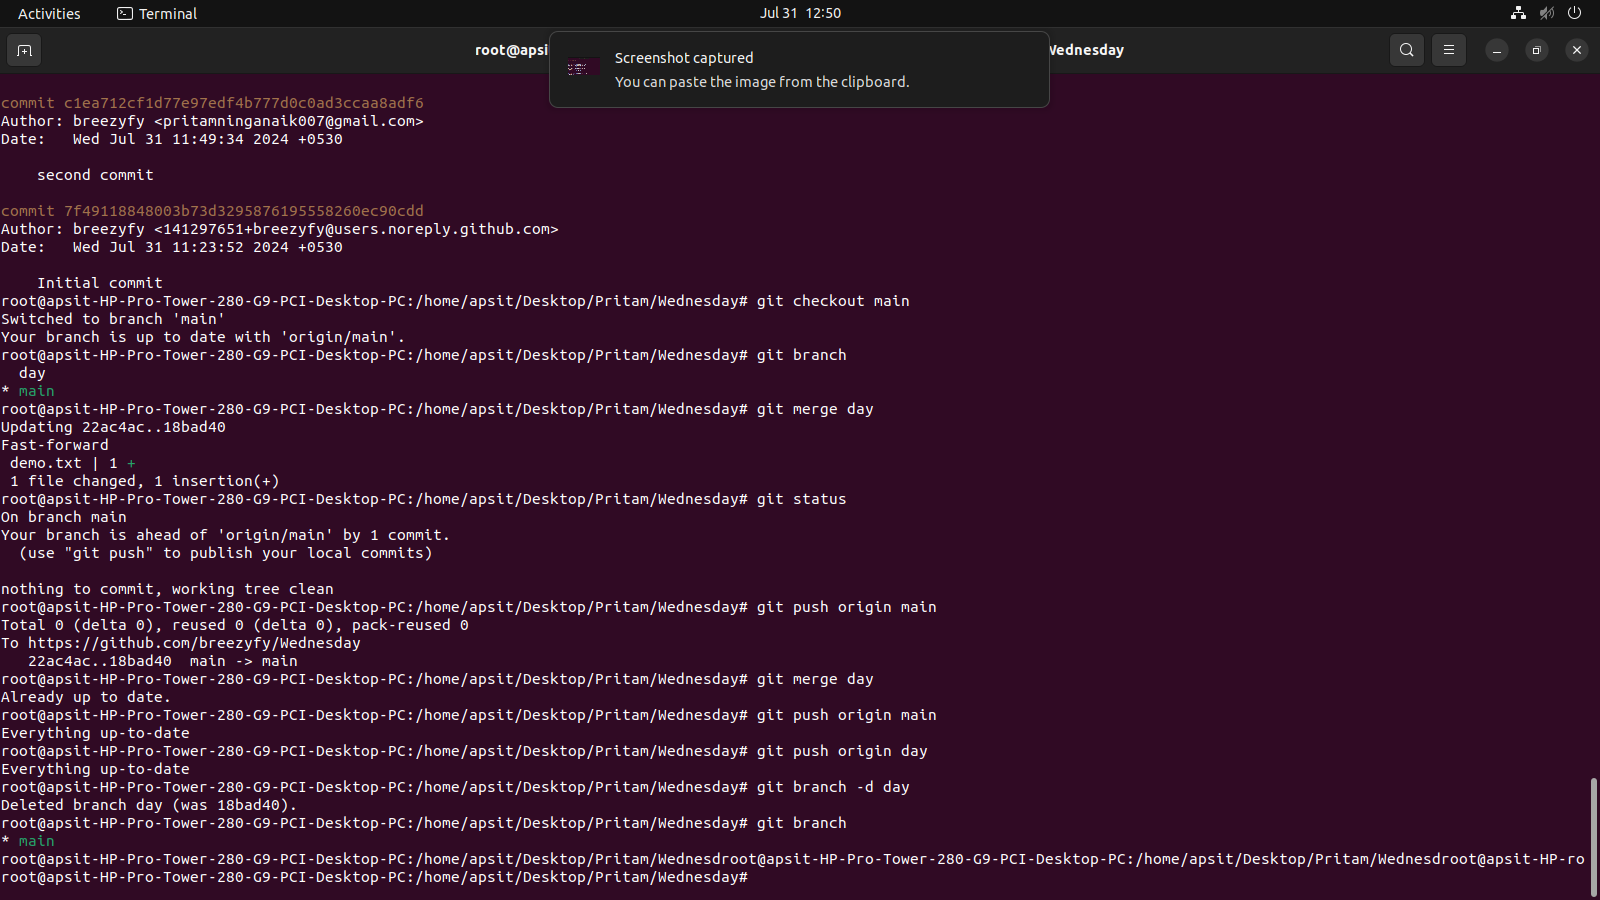 Activities
Terminal
Jul 31 12:50
root@apsi
Wednesday
Screenshot captured
You can paste the image from the clipboard.
commit c1ea712cf1d77e97edf4b777d0c0ad3ccaa8adf6
Author: breezyfy <pritamninganaik007@gmail.com>
Date:   Wed Jul 31 11:49:34 2024 +0530
    second commit
commit 7f49118848003b73d3295876195558260ec90cdd
Author: breezyfy <141297651+breezyfy@users.noreply.github.com>
Date:   Wed Jul 31 11:23:52 2024 +0530
    Initial commit
root@apsit-HP-Pro-Tower-280-G9-PCI-Desktop-PC:/home/apsit/Desktop/Pritam/Wednesday# git checkout main
Switched to branch 'main'
Your branch is up to date with 'origin/main'.
root@apsit-HP-Pro-Tower-280-G9-PCI-Desktop-PC:/home/apsit/Desktop/Pritam/Wednesday# git branch
  day
* main
root@apsit-HP-Pro-Tower-280-G9-PCI-Desktop-PC:/home/apsit/Desktop/Pritam/Wednesday# git merge day
Updating 22ac4ac..18bad40
Fast-forward
 demo.txt | 1 +
 1 file changed, 1 insertion(+)
root@apsit-HP-Pro-Tower-280-G9-PCI-Desktop-PC:/home/apsit/Desktop/Pritam/Wednesday# git status
On branch main
Your branch is ahead of 'origin/main' by 1 commit.
  (use "git push" to publish your local commits)
nothing to commit, working tree clean
root@apsit-HP-Pro-Tower-280-G9-PCI-Desktop-PC:/home/apsit/Desktop/Pritam/Wednesday# git push origin main
Total 0 (delta 0), reused 0 (delta 0), pack-reused 0
To https://github.com/breezyfy/Wednesday
   22ac4ac..18bad40  main -> main
root@apsit-HP-Pro-Tower-280-G9-PCI-Desktop-PC:/home/apsit/Desktop/Pritam/Wednesday# git merge day
Already up to date.
root@apsit-HP-Pro-Tower-280-G9-PCI-Desktop-PC:/home/apsit/Desktop/Pritam/Wednesday# git push origin main
Everything up-to-date
root@apsit-HP-Pro-Tower-280-G9-PCI-Desktop-PC:/home/apsit/Desktop/Pritam/Wednesday# git push origin day
Everything up-to-date
root@apsit-HP-Pro-Tower-280-G9-PCI-Desktop-PC:/home/apsit/Desktop/Pritam/Wednesday# git branch -d day
Deleted branch day (was 18bad40).
root@apsit-HP-Pro-Tower-280-G9-PCI-Desktop-PC:/home/apsit/Desktop/Pritam/Wednesday# git branch
* main
root@apsit-HP-Pro-Tower-280-G9-PCI-Desktop-PC:/home/apsit/Desktop/Pritam/Wednesdroot@apsit-HP-Pro-Tower-280-G9-PCI-Desktop-PC:/home/apsit/Desktop/Pritam/Wednesdroot@apsit-HP-ro
root@apsit-HP-Pro-Tower-280-G9-PCI-Desktop-PC:/home/apsit/Desktop/Pritam/Wednesday#